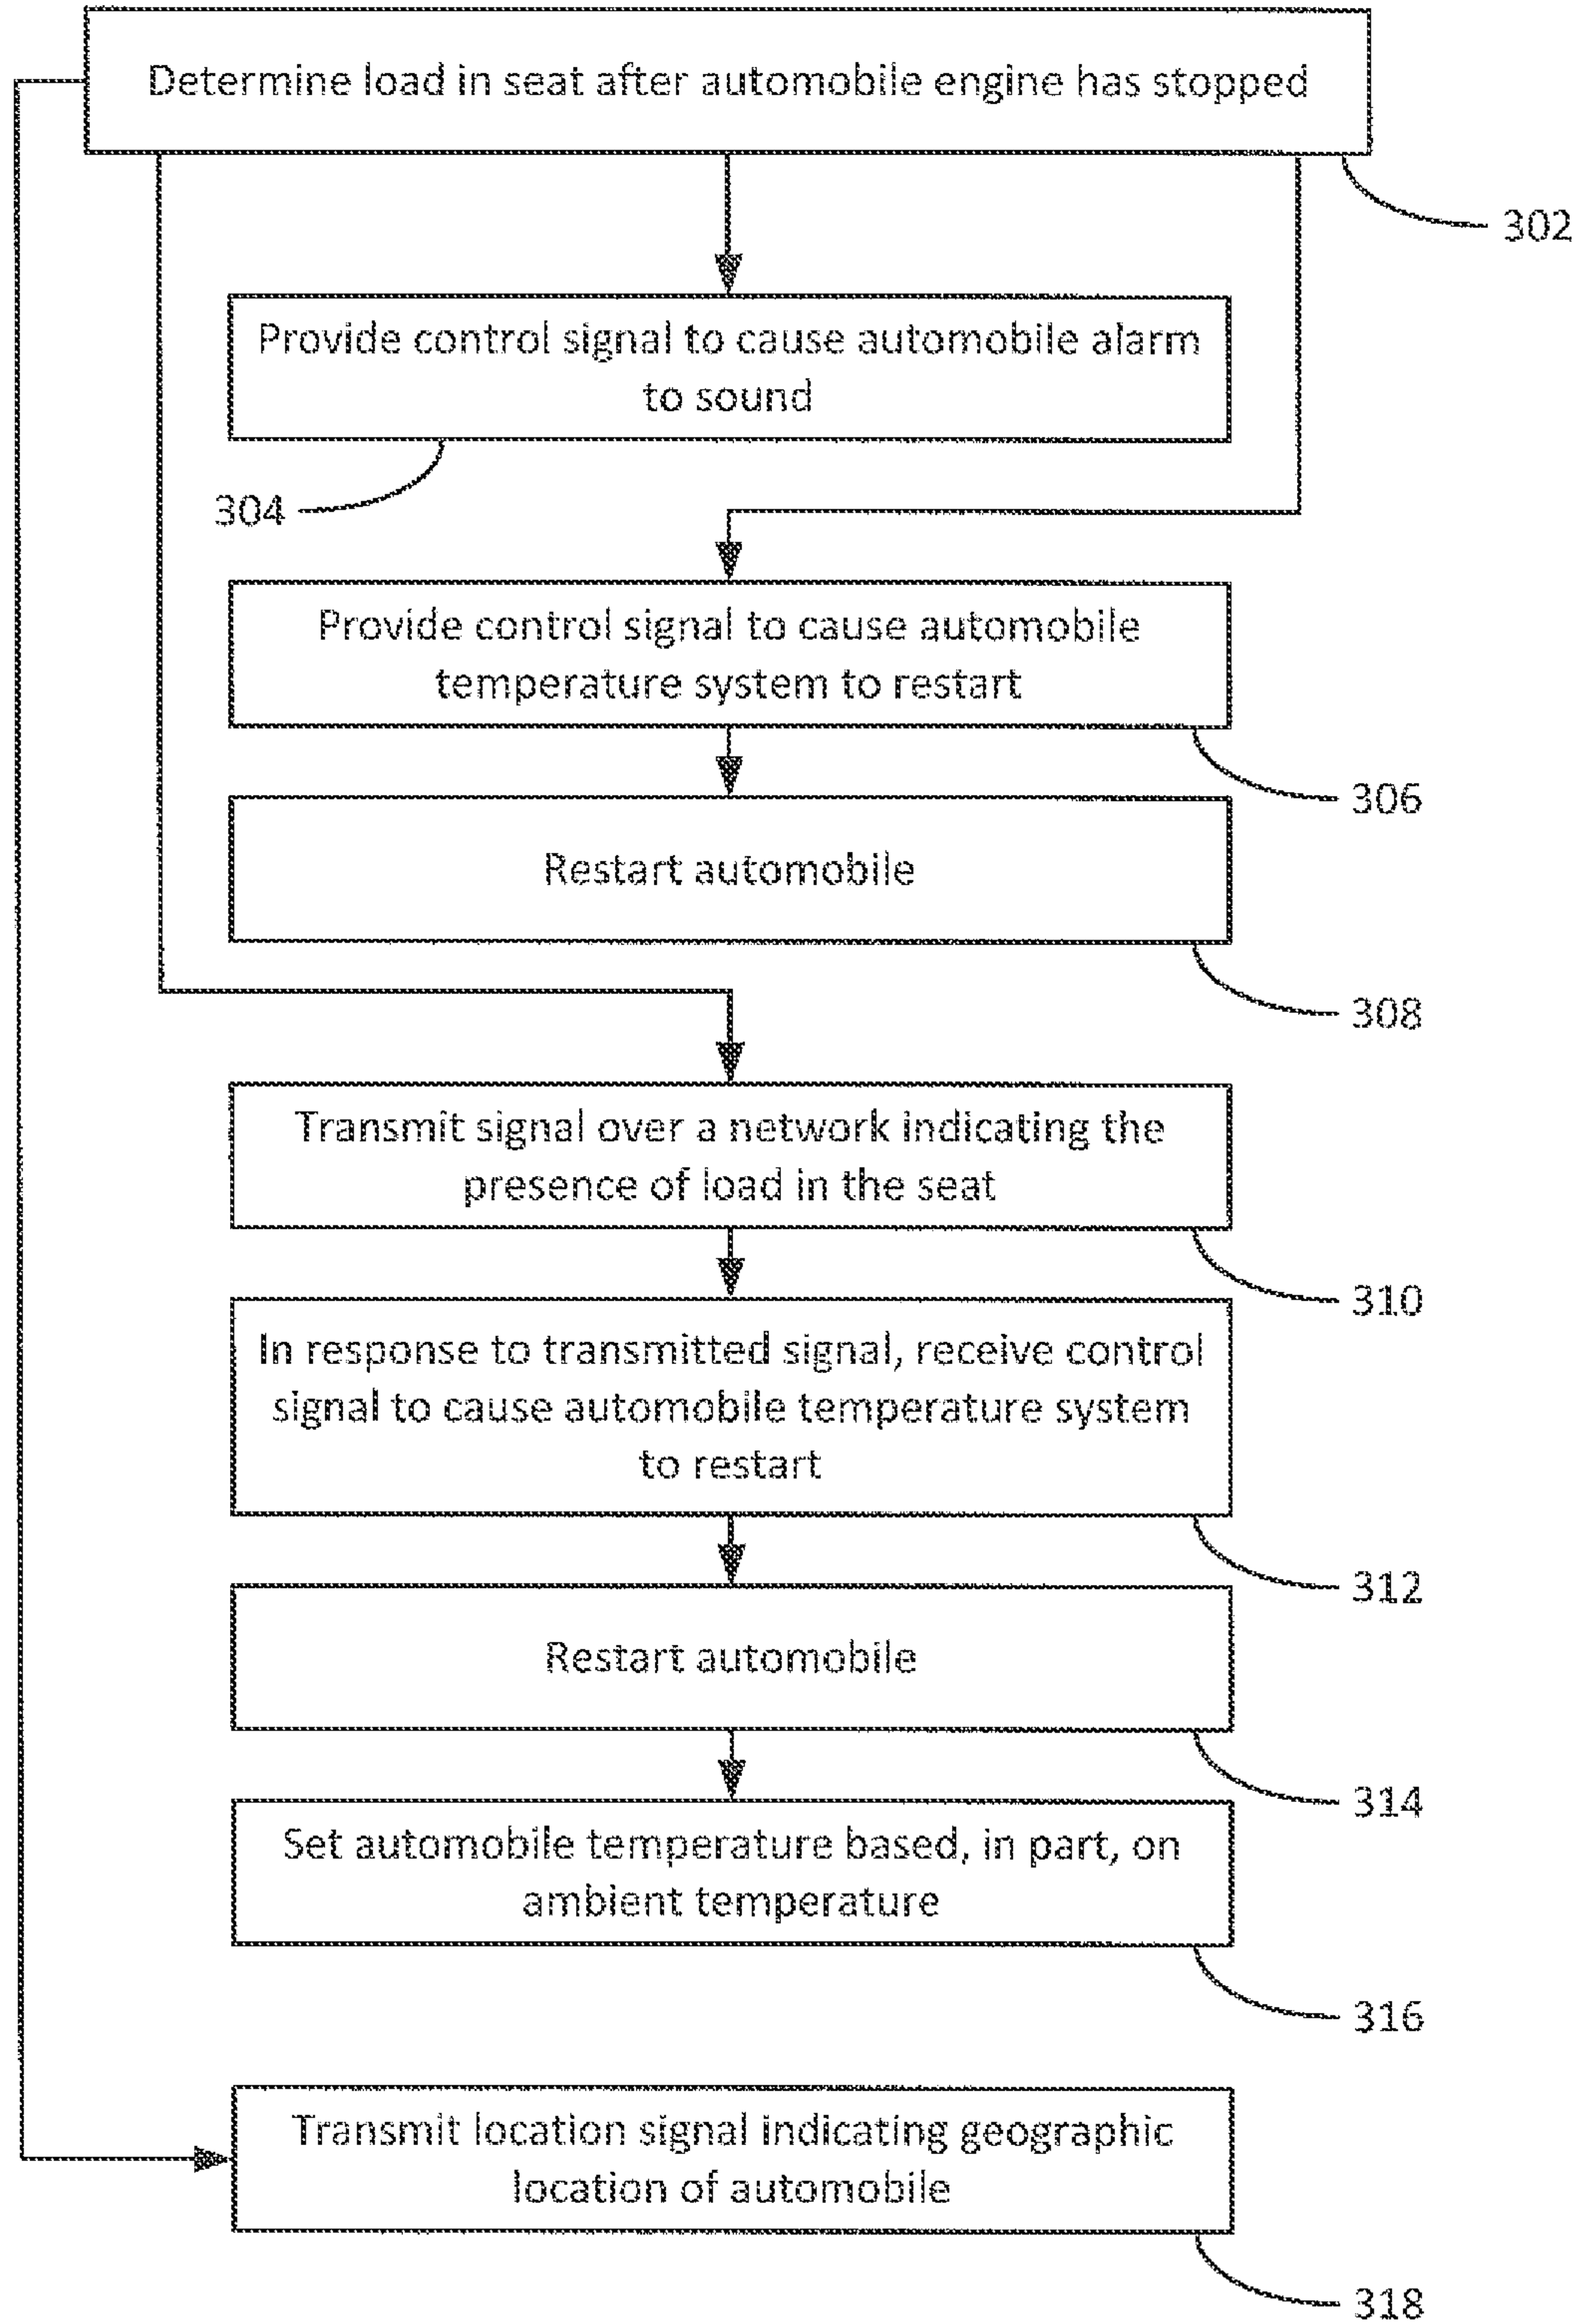 Determine load in seat after automobile engine has stopped
302
Provide control signal to cause automobile alarm
to sound
304
Provide control signal to cause automobile
temperature system to restart
306
Restart automobile
308
Transmit signal over a network indicating the
presence of load in the seat
310
In response to transmitted signal, receive control
signal to cause automobile temperature system
to restart
312
Restart automobile
314
Set automobile temperature based, in part, on
ambient temperature
316
Transmit location signal indicating geographic
location of automobile
318